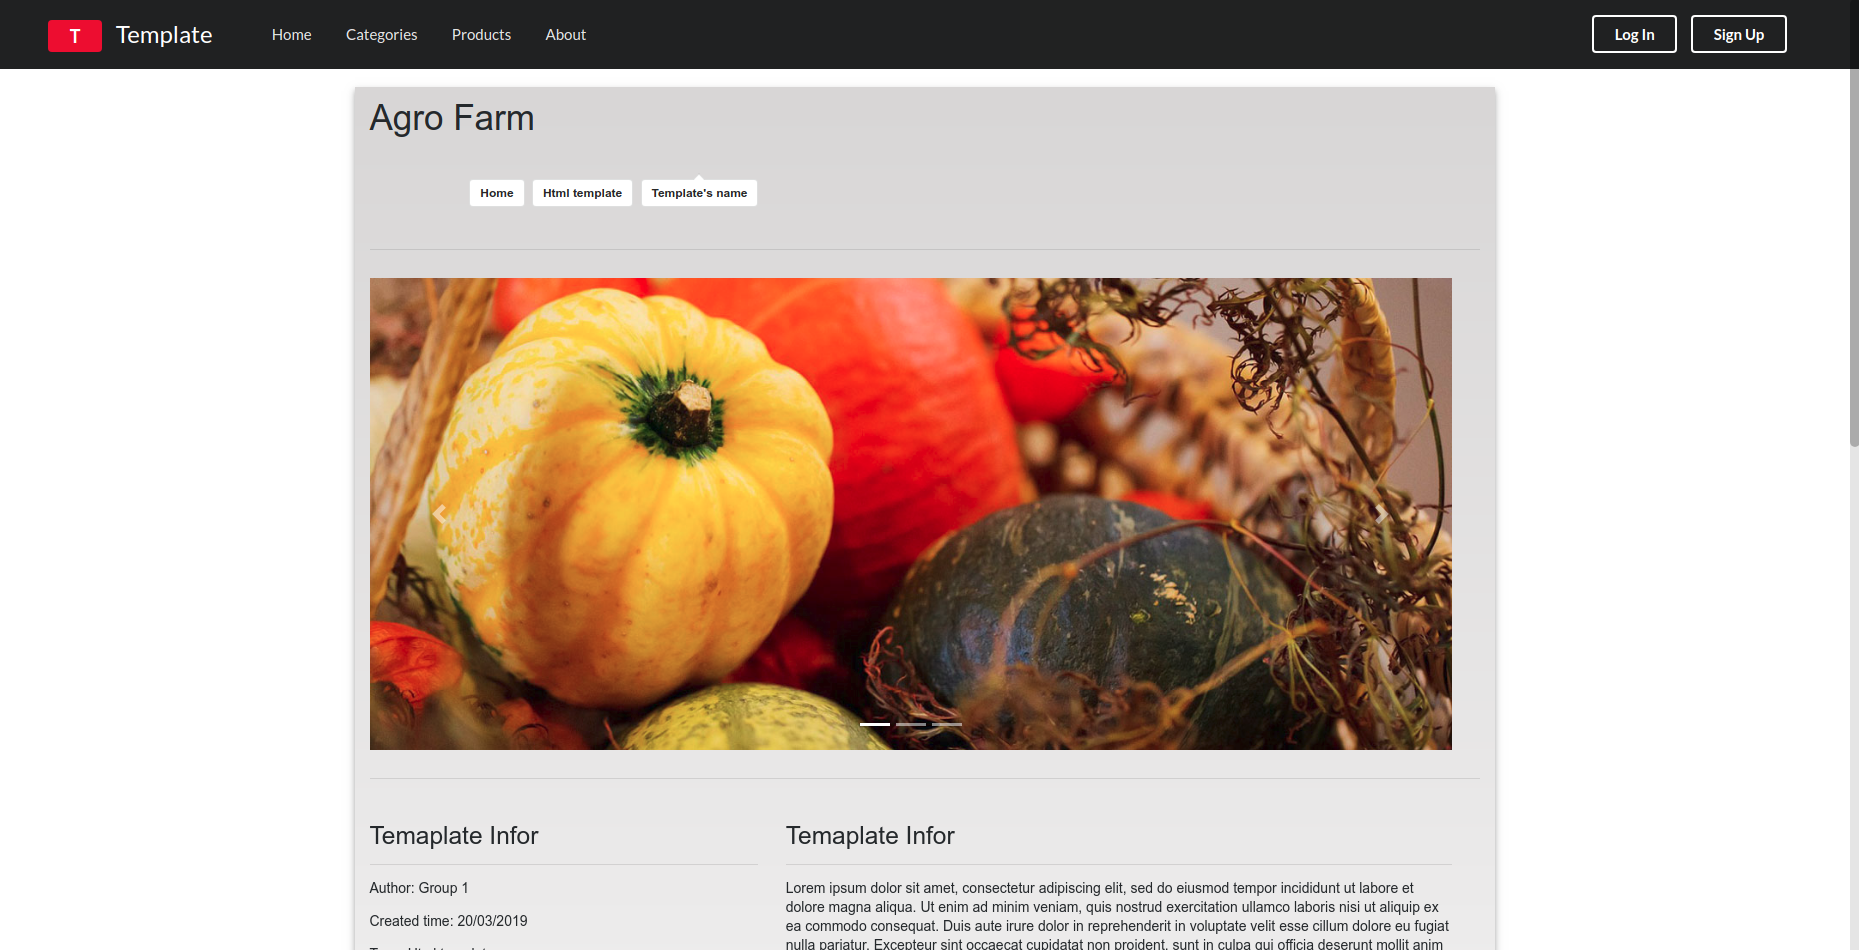 T Template Home Categories Products About Log In Sign Up
Agro Farm
Home Html template Template's name
Temaplate Infor
Author: Group 1
Created time: 20/03/2019
Temaplate Infor
Lorem ipsum dolor sit amet, consectetur adipiscing elit, sed do eiusmod tempor incididunt ut labore et
dolore magna aliqua. Ut enim ad minim veniam, quis nostrud exercitation ullamco laboris nisi ut aliquip ex
ea commodo consequat. Duis aute irure dolor in reprehenderit in voluptate velit esse cillum dolore eu fugiat
nulla pariatur. Excepteur sint occaecat cupidatat non proident, sunt in culpa qui officia deserunt mollit anim